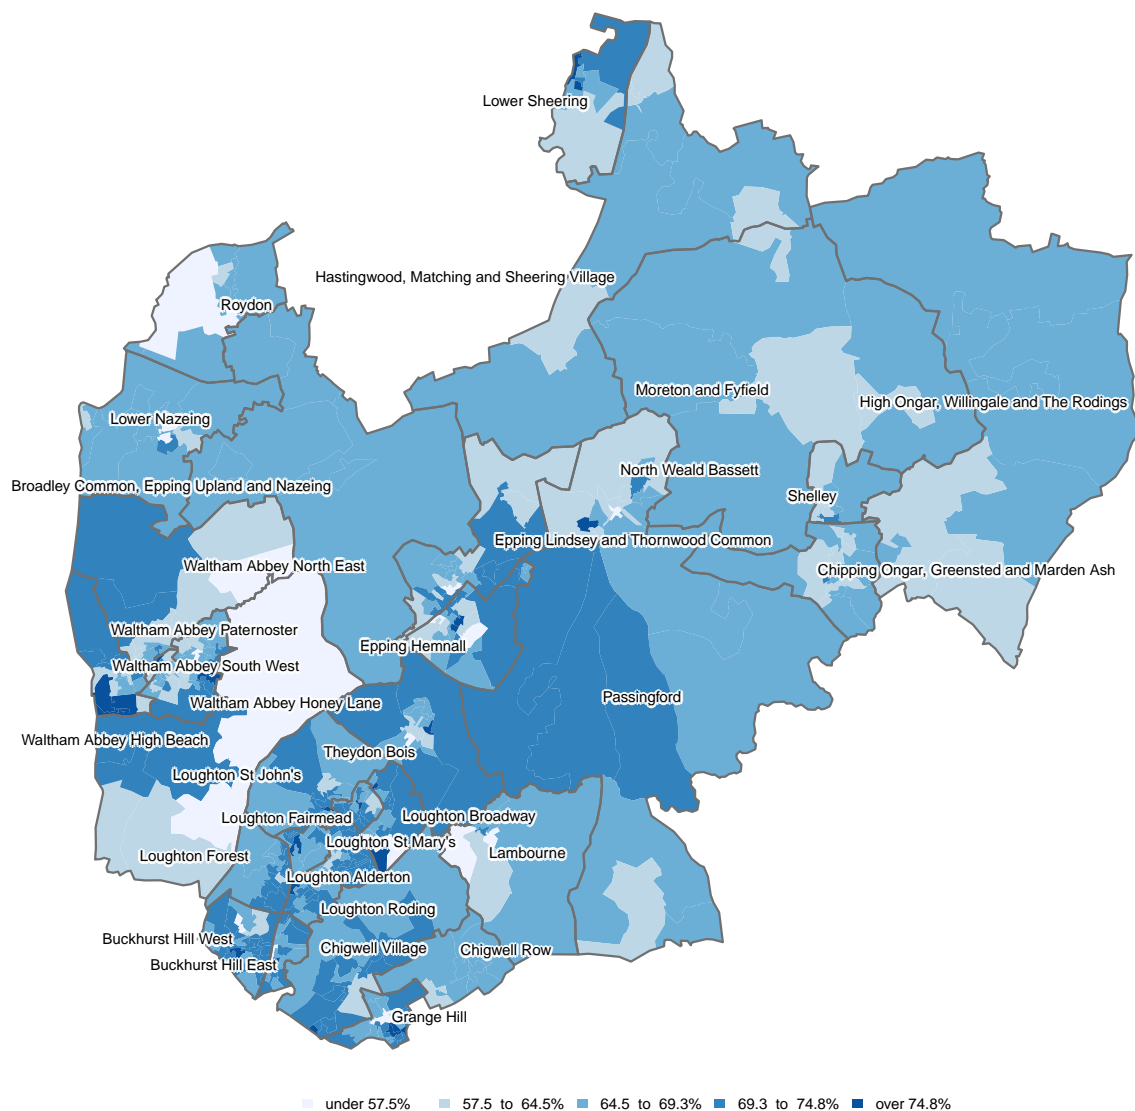 Lower Sheering
Hastingwood, Matching and Sheering Village
Roydon
Moreton and Fyfield
High Ongar, Willingale and The Rodings
Lower Nazeing
North Weald Bassett
Broadley Common, Epping Upland and Nazeing
Shelley
Epping Lindsey and Thornwood Common
Waltham Abbey North East
Chipping Ongar, Greensted and Marden Ash
Waltham Abbey Paternoster
Epping Hemnall
Waltham Abbey South West
Passingford
Waltham Abbey Honey Lane
Waltham Abbey High Beach
Theydon Bois
Loughton St John's
Loughton Broadway
Loughton Fairmead
Loughton St Mary's
Lambourne
Loughton Forest
Loughton Alderton
Loughton Roding
Buckhurst Hill West
Chigwell Village
Chigwell Row
Buckhurst Hill East
Grange Hill
under 57.5% 57.5 to 64.5% 64.5 to 69.3% 69.3 to 74.8% over 74.8%